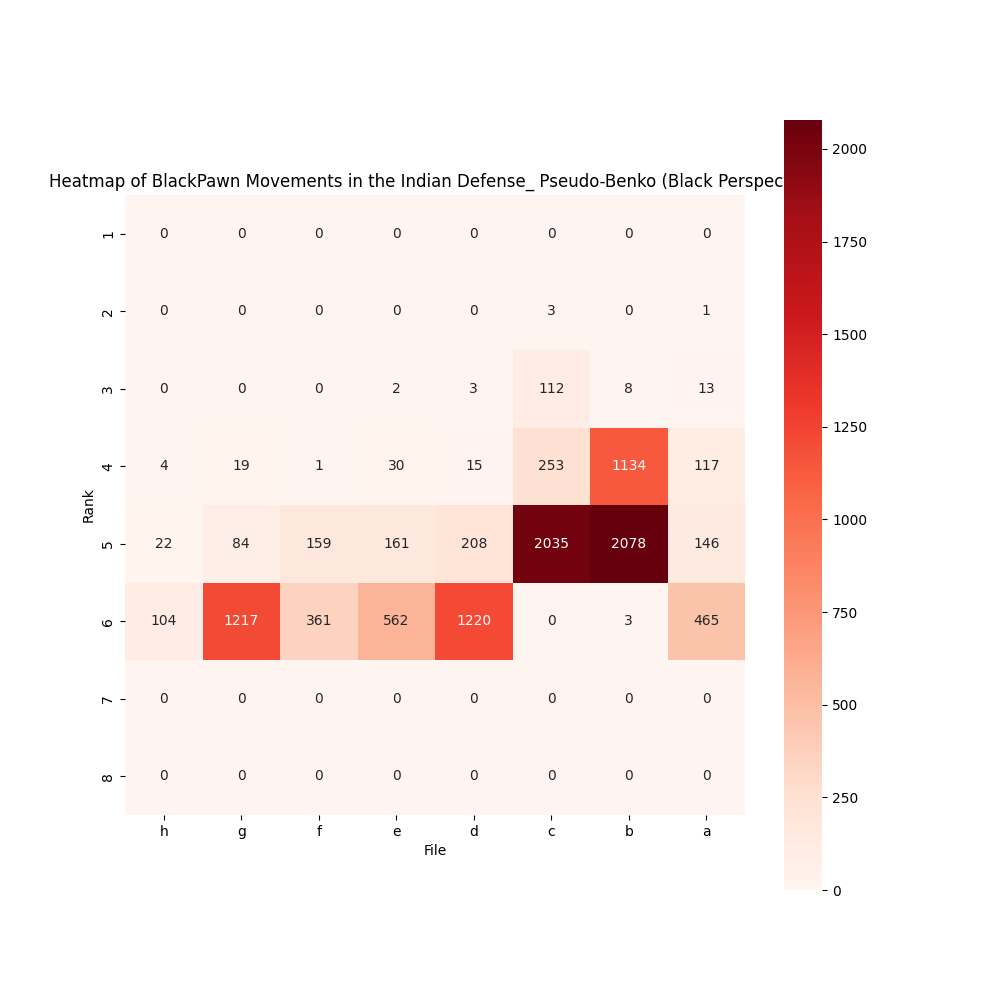 Heatmap of BlackPawn Movements in the Indian Defense_ Pseudo-Benko (Black Perspec
1 0 0 0 0 0 0 0 0
2 0 0 0 0 0 3 0 1
3 0 0 0 2 3 112 8 13
4 4 19 1 30 15 253 1134 117
5 22 84 159 161 208 2035 2078 146
6 104 1217 361 562 1220 0 3 465
7 0 0 0 0 0 0 0 0
8 0 0 0 0 0 0 0 0
h g f e d c b a
File
Rank
2000
1750
1500
1250
1000
750
500
250
0